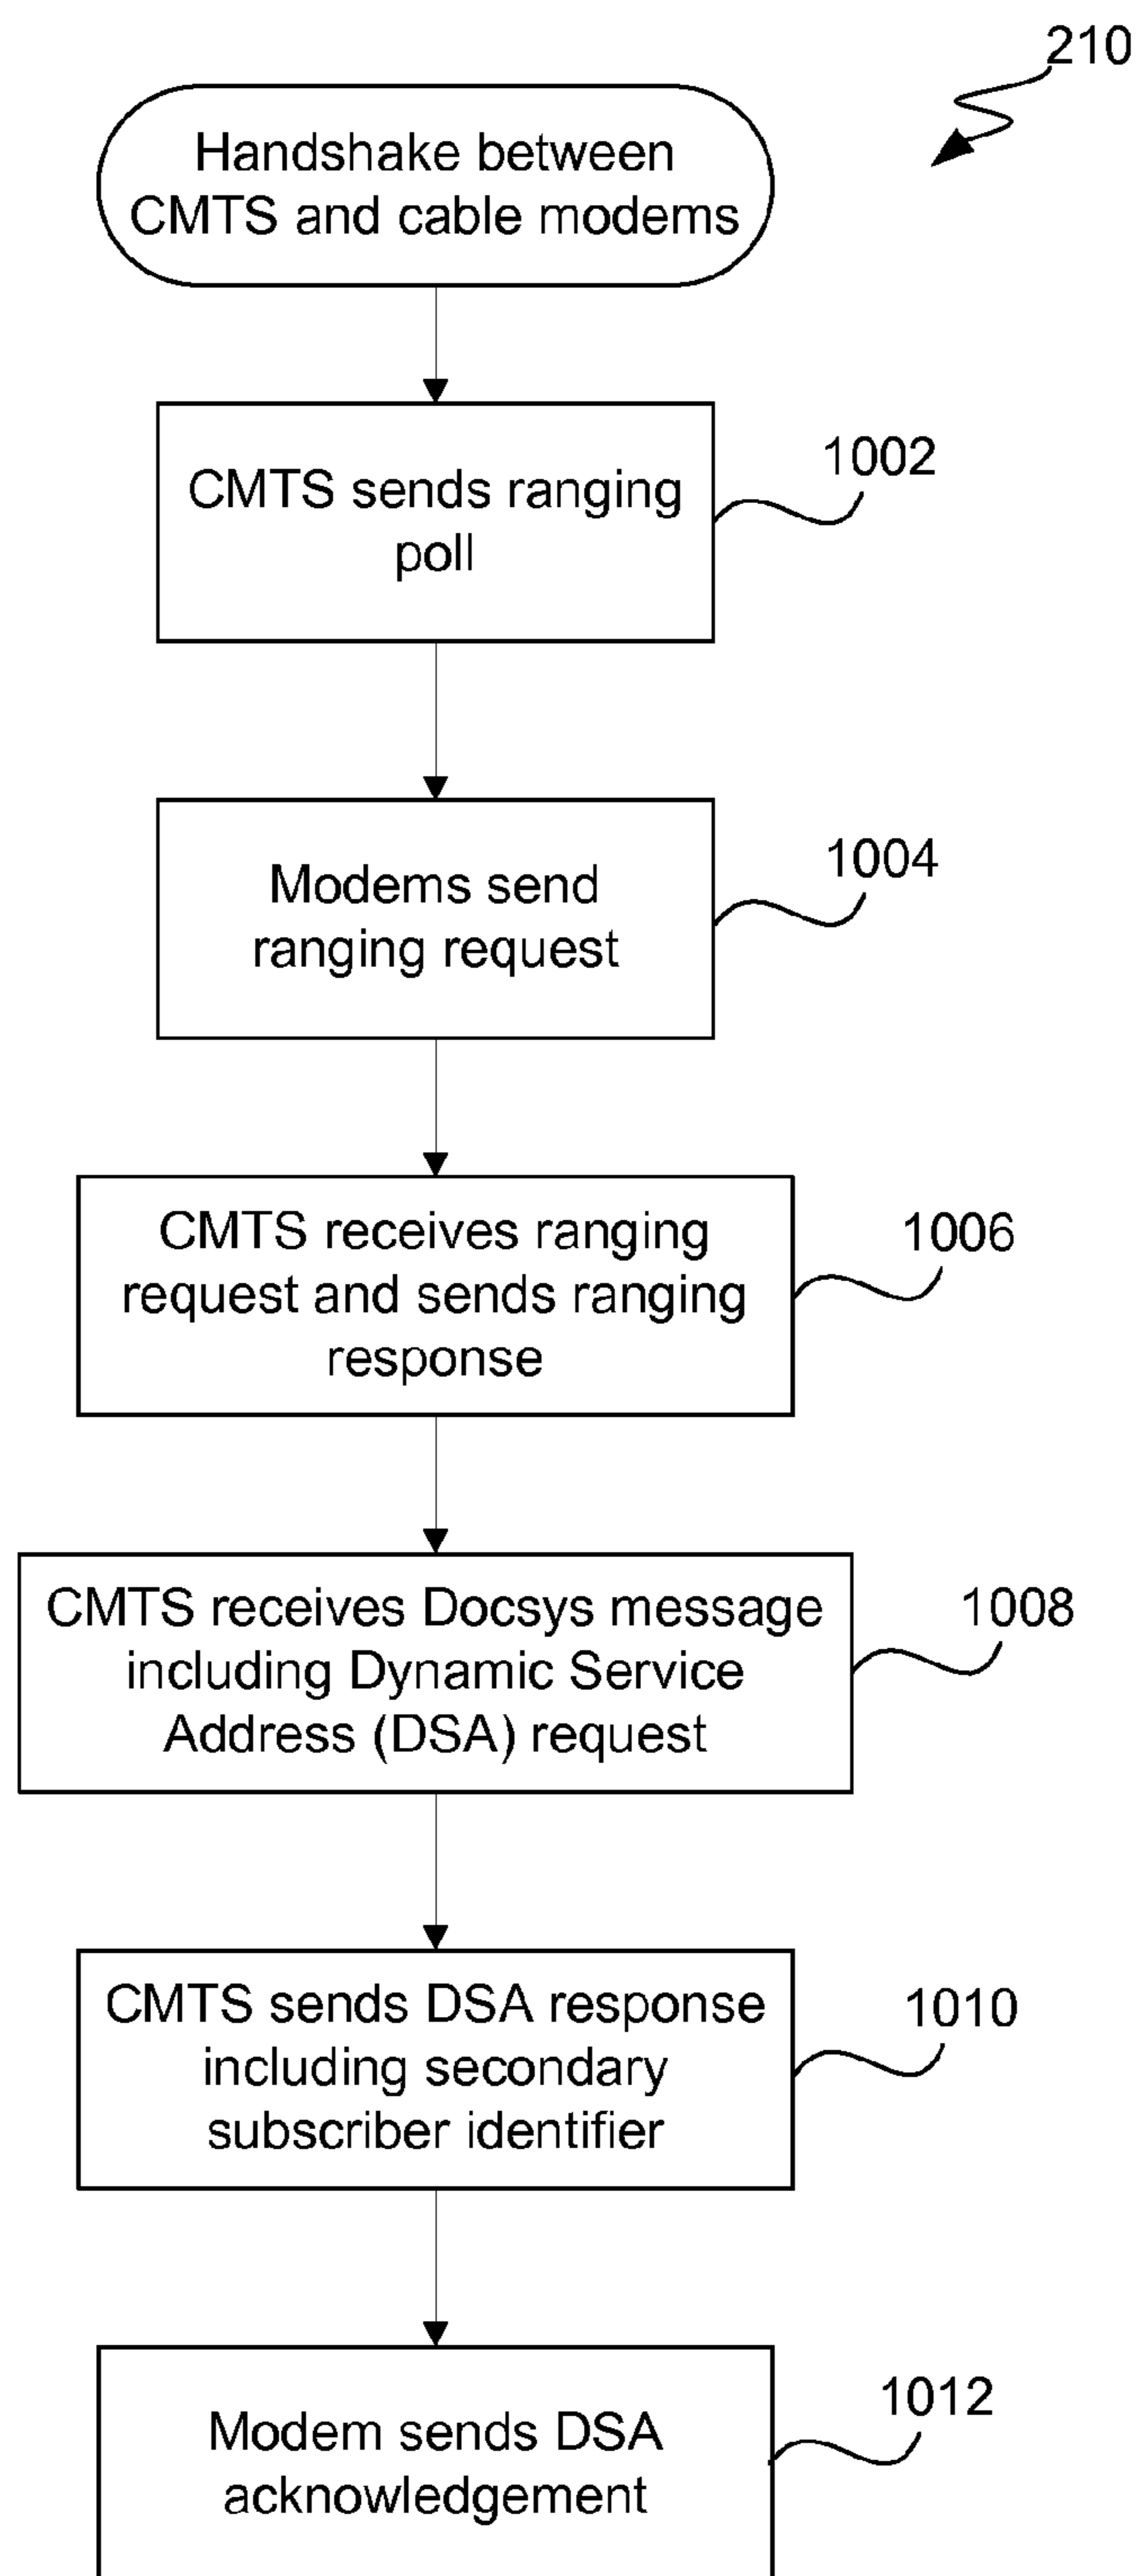 210
Handshake between
CMTS and cable modems
CMTS sends ranging
poll
1002
Modems send
ranging request
1004
CMTS receives ranging
request and sends ranging
response
1006
CMTS receives Docsys message
including Dynamic Service
Address (DSA) request
1008
CMTS sends DSA response
including secondary
subscriber identifier
1010
Modem sends DSA
acknowledgement
1012